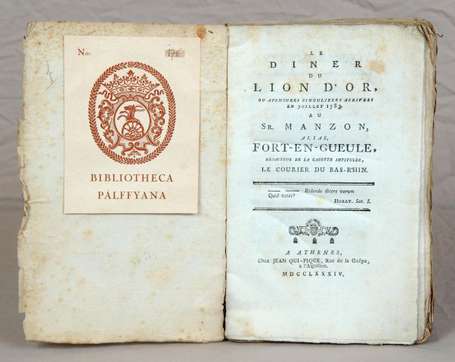 No.
BIBLIOTHECA
PÁLFFYANA
LE
DINER
DU
LION D'OR,
OU AVENTURES SINGULIERES ARRIVÉES
EN JUILLET 1783,
AU
SR. MANZON,
ALIAS,
FORT-EN-GUEULE,
RÉDACTEUR DE LA GAZETTE INTITULÉE,
LE COURIER DU BAS-RHIN.
Ridendo dicere verum
Quid vetat?
HORAT. Sat. I.
A ATHENES,
Chez JEAN QUI-PIQUE, Rue de la Guêpe,
à l'Aiguillon.
MDCCLXXXIV.